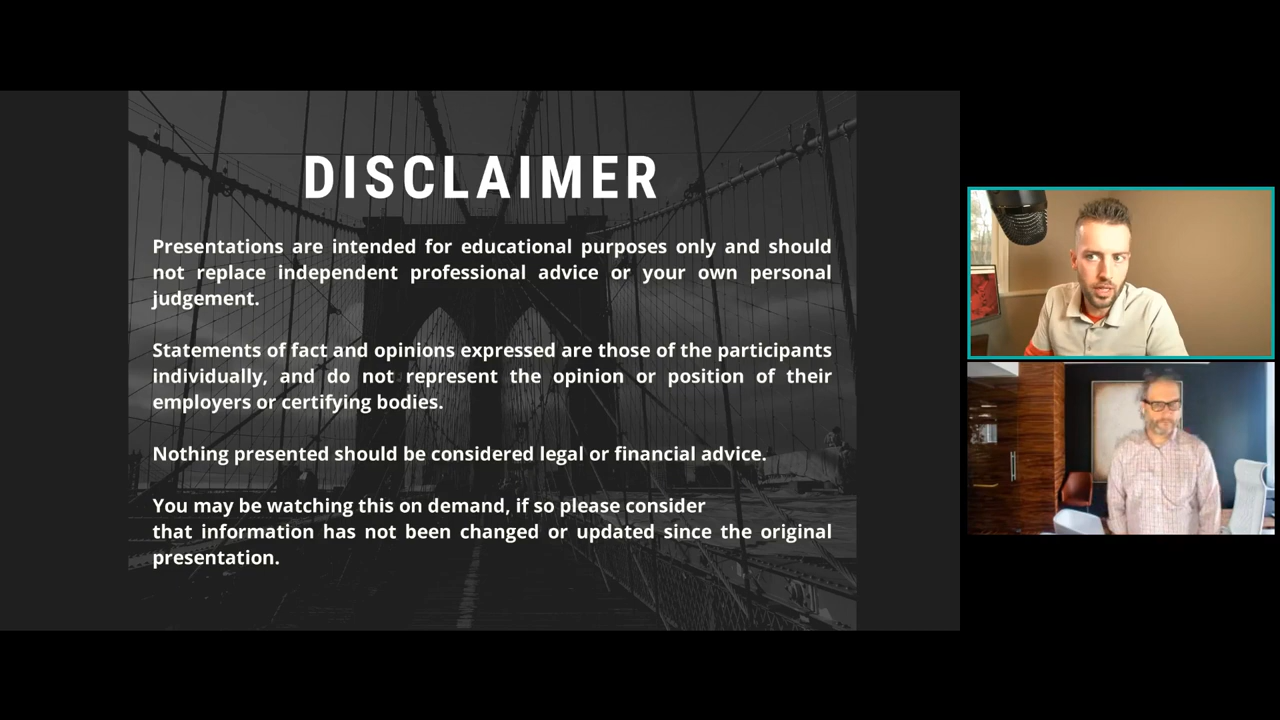 DISCLAIMER
Presentations are intended for educational purposes only and should
not replace independent professional advice or your own personal
judgement.
Statements of fact and opinions expressed are those of the participants
individually, and do not represent the opinion or position of their
employers or certifying bodies.
Nothing presented should be considered legal or financial advice.
You may be watching this on demand, if so please consider
that information has not been changed or updated since the original
presentation.